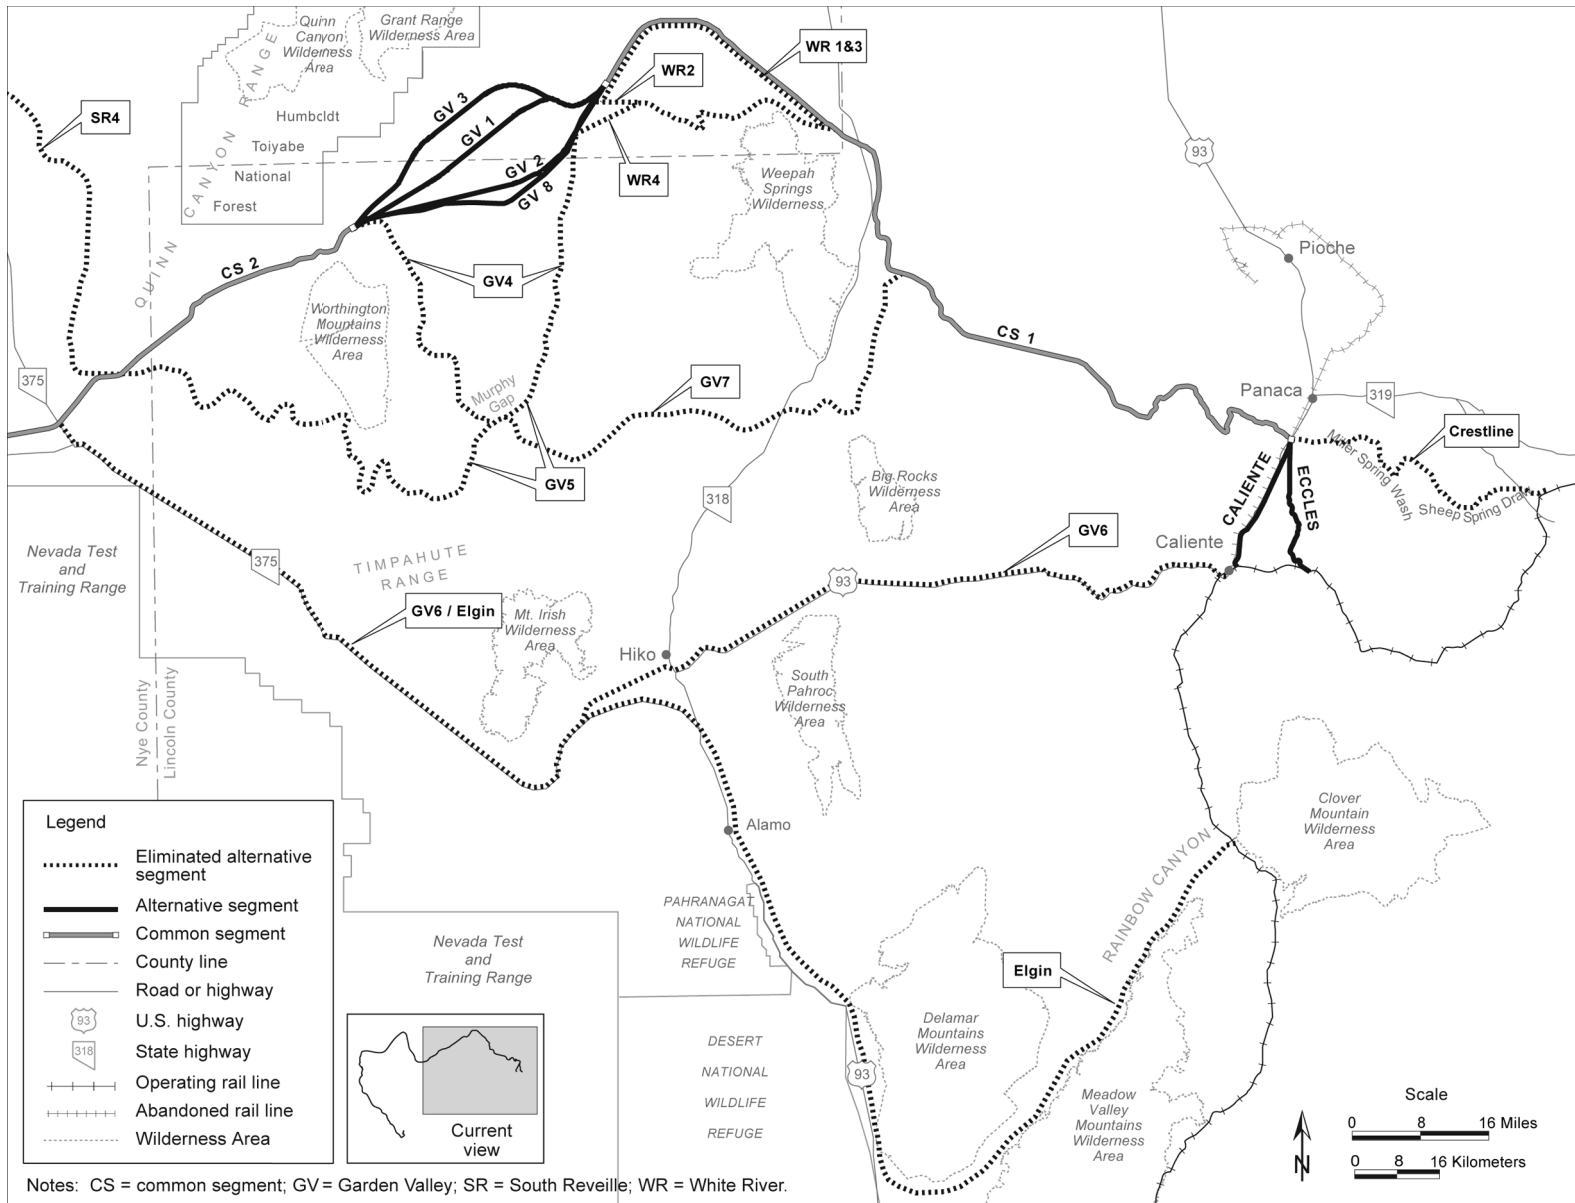 Quinn
Canyon
Wilderness
Area
Grant Range
Wilderness Area
WR 1&3
SR4
WR2
GV 3
GV 1
GV 2
GV 8
Humbcldt
Toiyabe
National
Forest
QUINN CANYON RANGE
93
WR4
Weepah
Springs
Wilderness
Pioche
CS 2
GV4
Worthington
Mountains
Wilderness
Area
CS 1
375
GV7
Murphy
Gap
Panaca
319
Crestline
Miller Spring Wash
Sheep Spring Draw
CALIENTE
ECCLES
GV5
318
Big Rocks
Wilderness
Area
GV6
Caliente
Nevada Test
and
Training Range
375
TIMPAHUTE
RANGE
93
GV6 / Elgin
Mt. Irish
Wilderness
Area
Hiko
South
Pahroc
Wilderness
Area
Nye County
Lincoln County
Clover
Mountain
Wilderness
Area
Alamo
RAINBOW CANYON
PAHRANAGAT
NATIONAL
WILDLIFE
REFUGE
Nevada Test
and
Training Range
Elgin
Delamar
Mountains
Wilderness
Area
DESERT
NATIONAL
WILDLIFE
REFUGE
93
Meadow
Valley
Mountains
Wilderness
Area
Legend
Eliminated alternative
segment
Alternative segment
Common segment
County line
Road or highway
93
U.S. highway
318
State highway
Operating rail line
Abandoned rail line
Wilderness Area
Current
view
N
Scale
0 8 16 Miles
0 8 16 Kilometers
Notes: CS = common segment; GV = Garden Valley; SR = South Reveille; WR = White River.